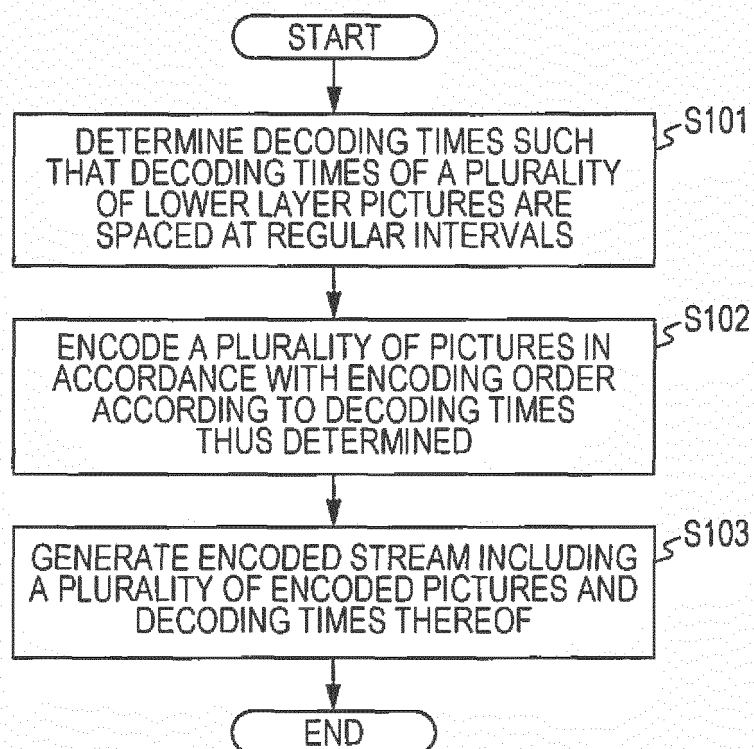 START
S101
DETERMINE DECODING TIMES SUCH
THAT DECODING TIMES OF A PLURALITY
OF LOWER LAYER PICTURES ARE
SPACED AT REGULAR INTERVALS
S102
ENCODE A PLURALITY OF PICTURES IN
ACCORDANCE WITH ENCODING ORDER
ACCORDING TO DECODING TIMES
THUS DETERMINED
S103
GENERATE ENCODED STREAM INCLUDING
A PLURALITY OF ENCODED PICTURES AND
DECODING TIMES THEREOF
END